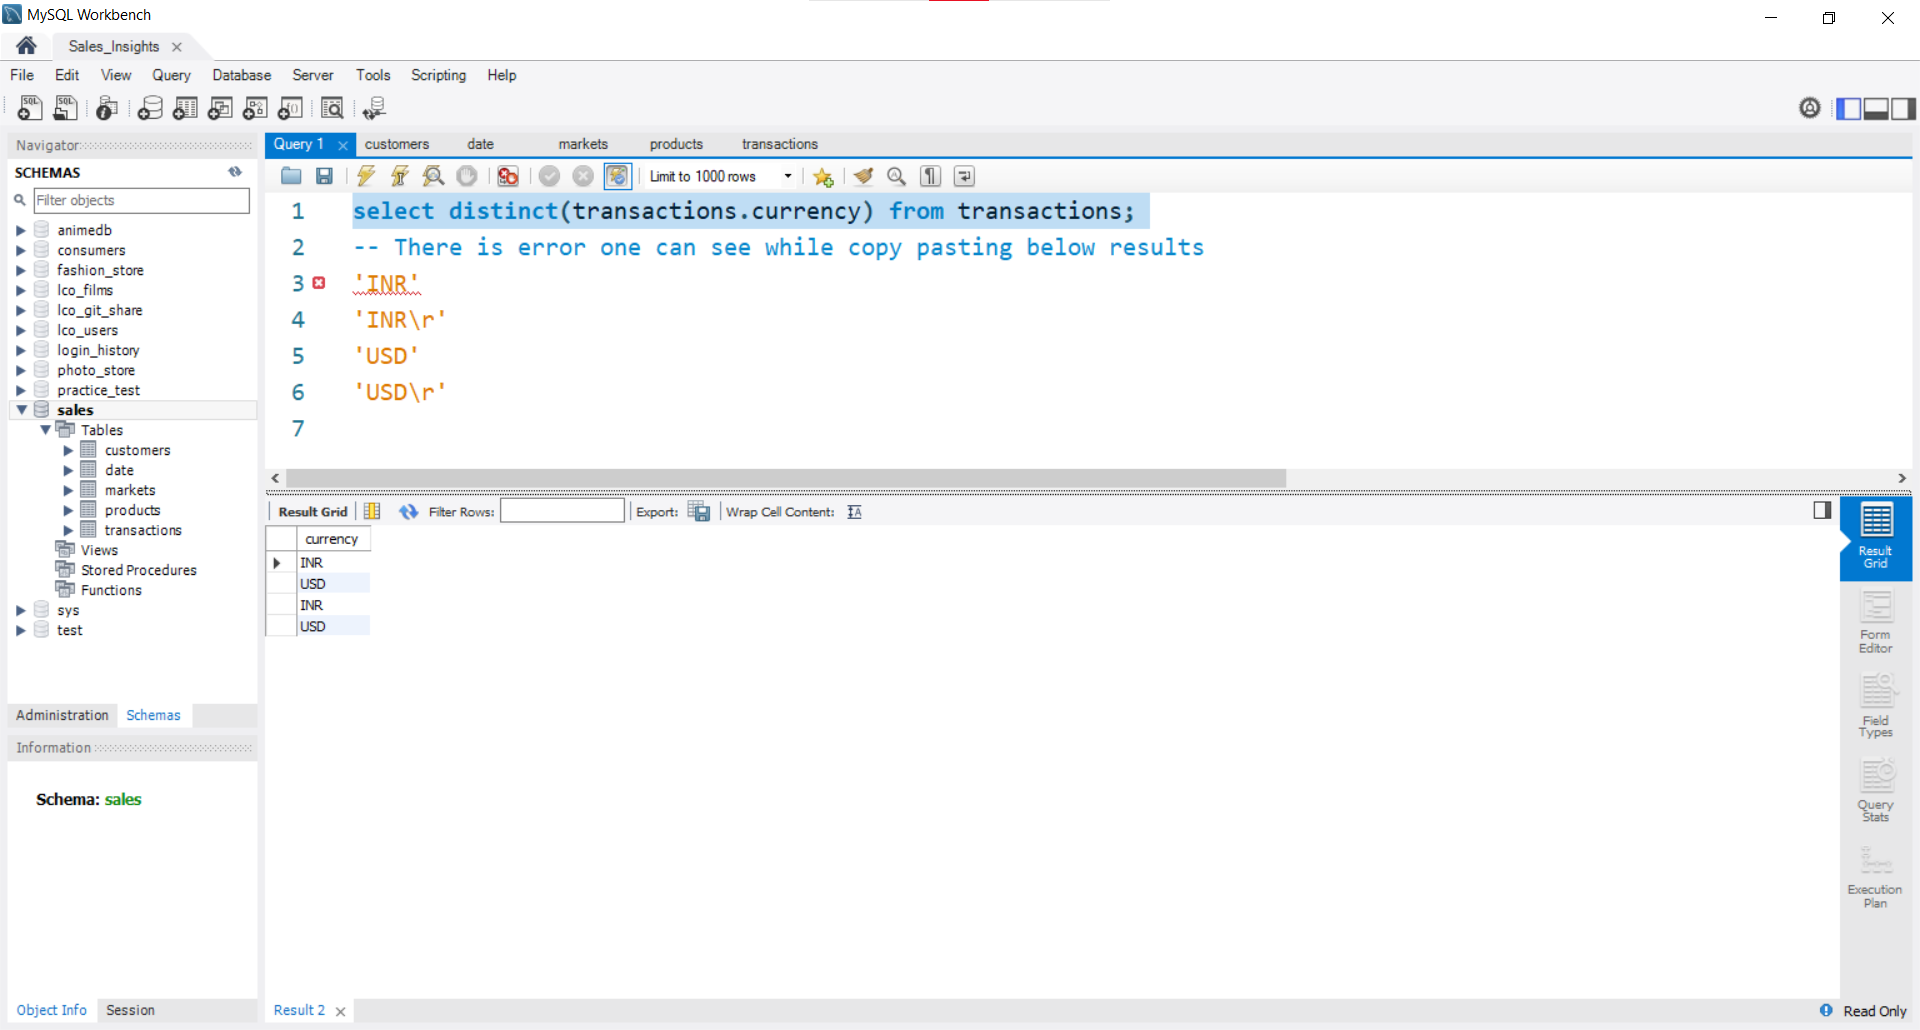 MySQL Workbench
Sales_Insights
File Edit View Query Database Server Tools Scripting Help
Navigator
SCHEMAS
Filter objects
animedb
consumers
fashion_store
lco_films
lco_git_share
lco_users
login_history
photo_store
practice_test
sales
Tables
customers
date
markets
products
transactions
Views
Stored Procedures
Functions
sys
test
Administration Schemas
Information
Schema: sales
Object Info Session
Query 1 customers date markets products transactions
Limit to 1000 rows
1 select distinct(transactions.currency) from transactions;
2 -- There is error one can see while copy pasting below results
3 'INR'
4 'INR\r'
5 'USD'
6 'USD\r'
7
Result Grid Filter Rows: Export: Wrap Cell Content:
currency
INR
USD
INR
USD
Result
Grid
Form
Editor
Field
Types
Query
Stats
Execution
Plan
Result 2
Read Only